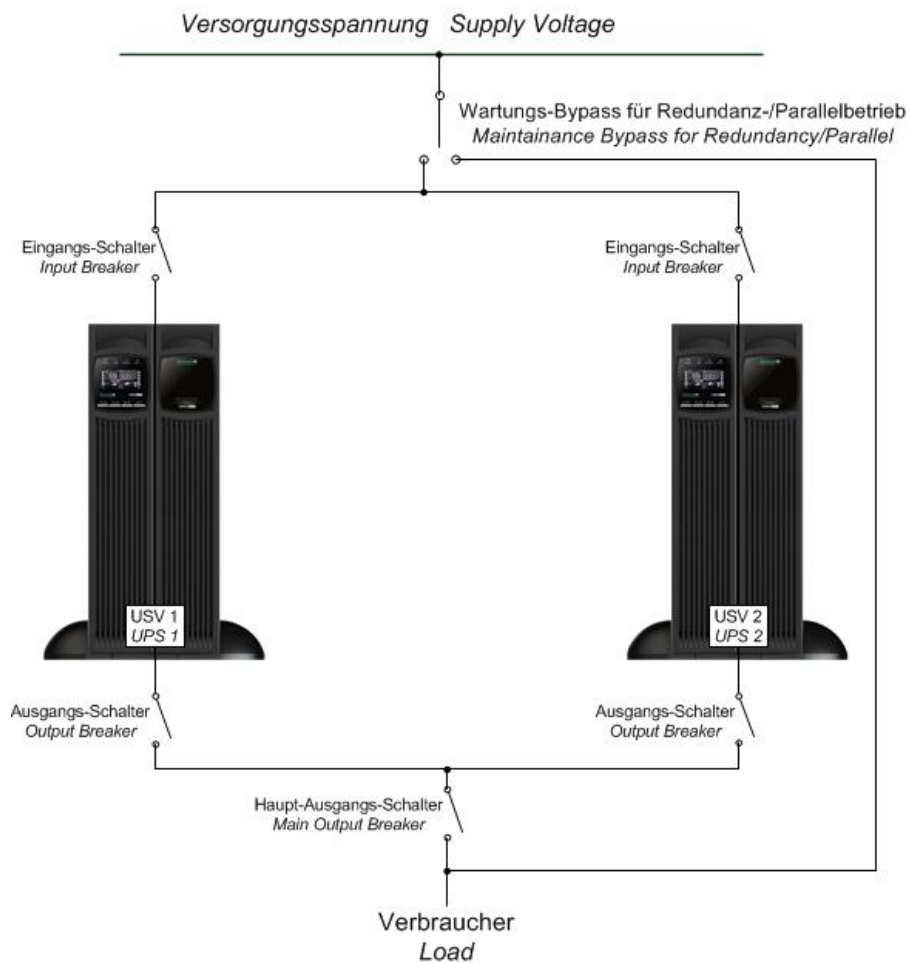 Versorgungsspannung Supply Voltage
Wartungs-Bypass für Redundanz-/Parallelbetrieb
Maintainance Bypass for Redundancy/Parallel
Eingangs-Schalter
Input Breaker
Eingangs-Schalter
Input Breaker
USV 1
UPS 1
USV 2
UPS 2
Ausgangs-Schalter
Output Breaker
Ausgangs-Schalter
Output Breaker
Haupt-Ausgangs-Schalter
Main Output Breaker
Verbraucher
Load